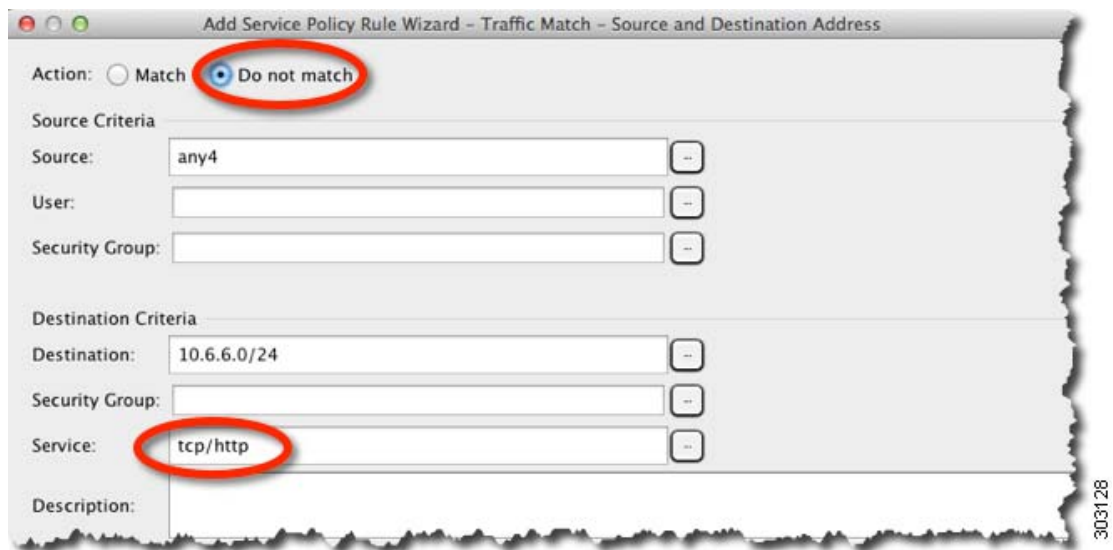 Add Service Policy Rule Wizard - Traffic Match - Source and Destination Address
Action: Match Do not match
Source Criteria
Source: any4 ...
User: ...
Security Group: ...
Destination Criteria
Destination: 10.6.6.0/24 ...
Security Group: ...
Service: tcp/http ...
Description:
303128